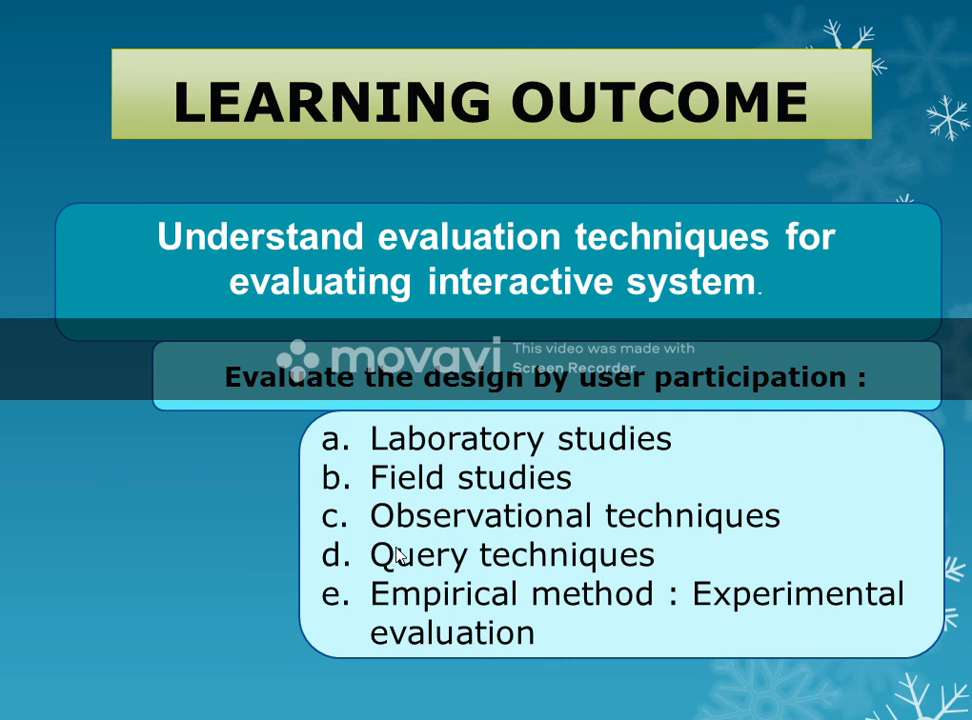 LEARNING OUTCOME
Understand evaluation techniques for
evaluating interactive system.
movavi
This video was made with
Screen Recorder
Evaluate the design by user participation :
a. Laboratory studies
b. Field studies
c. Observational techniques
d. Query techniques
e. Empirical method : Experimental
evaluation